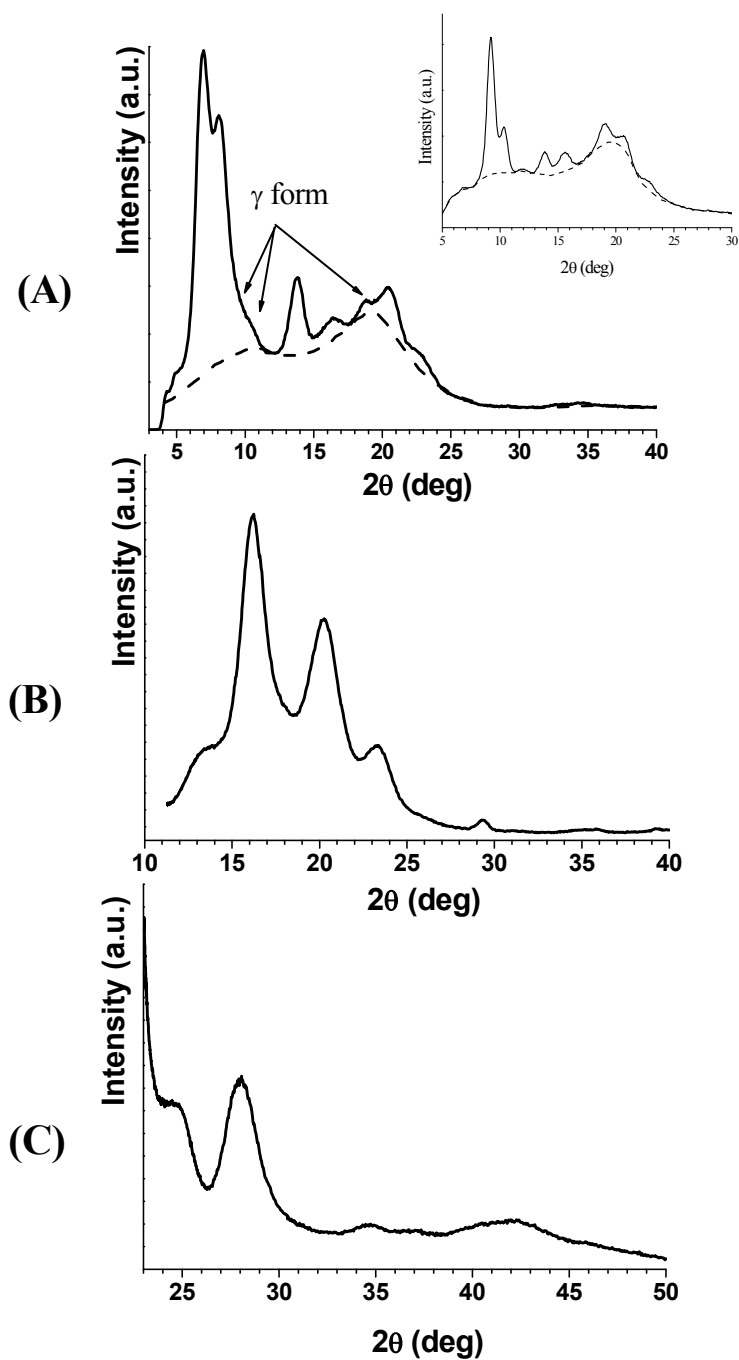 Intensity (a.u.)
5 10 15 20 25 30
2θ (deg)
(A)
Intensity (a.u.)
γ form
5 10 15 20 25 30 35 40
2θ (deg)
(B)
Intensity (a.u.)
10 15 20 25 30 35 40
2θ (deg)
(C)
Intensity (a.u.)
25 30 35 40 45 50
2θ (deg)